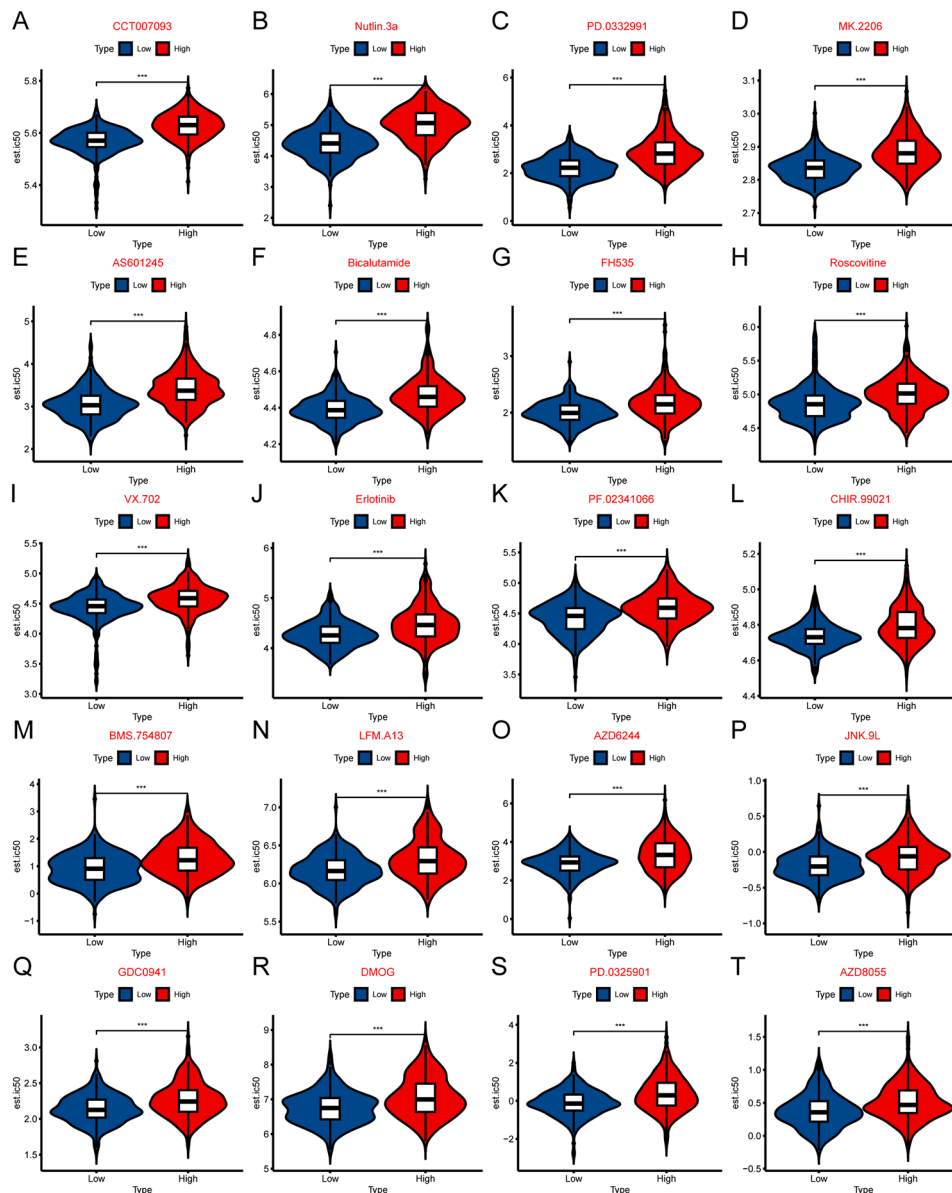 A
CCT007093
Type Low High
***
est.ic50
5.8
5.6
5.4
Low High
Type
B
Nutlin.3a
Type Low High
***
est.ic50
6
5
4
3
2
Low High
Type
C
PD.0332991
Type Low High
***
est.ic50
6
4
2
0
Low High
Type
D
MK.2206
Type Low High
***
est.ic50
3.1
3.0
2.9
2.8
2.7
Low High
Type
E
AS601245
Type Low High
***
est.ic50
5
4
3
2
Low High
Type
F
Bicalutamide
Type Low High
***
est.ic50
4.8
4.6
4.4
4.2
Low High
Type
G
FH535
Type Low High
***
est.ic50
3
2
Low High
Type
H
Roscovitine
Type Low High
***
est.ic50
6.0
5.5
5.0
4.5
Low High
Type
I
VX.702
Type Low High
***
est.ic50
5.5
5.0
4.5
4.0
3.5
3.0
Low High
Type
J
Erlotinib
Type Low High
***
est.ic50
6
5
4
Low High
Type
K
PF.02341066
Type Low High
***
est.ic50
5.5
5.0
4.5
4.0
3.5
Low High
Type
L
CHIR.99021
Type Low High
***
est.ic50
5.2
5.0
4.8
4.6
4.4
Low High
Type
M
BMS.754807
Type Low High
***
est.ic50
4
3
2
1
0
−1
Low High
Type
N
LFM.A13
Type Low High
***
est.ic50
7.0
6.5
6.0
5.5
Low High
Type
O
AZD6244
Type Low High
***
est.ic50
6
4
2
0
Low High
Type
P
JNK.9L
Type Low High
***
est.ic50
1.0
0.5
0.0
−0.5
−1.0
Low High
Type
Q
GDC0941
Type Low High
***
est.ic50
3.0
2.5
2.0
1.5
Low High
Type
R
DMOG
Type Low High
***
est.ic50
9
8
7
6
5
Low High
Type
S
PD.0325901
Type Low High
***
est.ic50
4
2
0
−2
Low High
Type
T
AZD8055
Type Low High
***
est.ic50
1.5
1.0
0.5
0.0
−0.5
Low High
Type